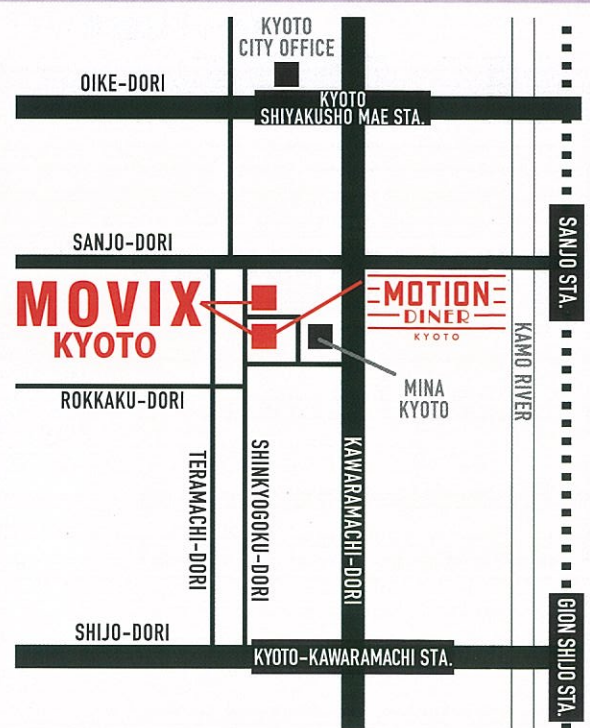 KYOTO
CITY OFFICE
OIKE-DORI
KYOTO
SHIYAKUSHO MAE STA.
SANJO-DORI
SANJO STA.
MOVIX
KYOTO
MOTION
DINER
KYOTO
MINA
KYOTO
KAMO RIVER
ROKKAKU-DORI
TERAMACHI-DORI
SHINKYOGOKU-DORI
KAWARAMACHI-DORI
SHIJO-DORI
KYOTO-KAWARAMACHI STA.
GION SHIJO STA.